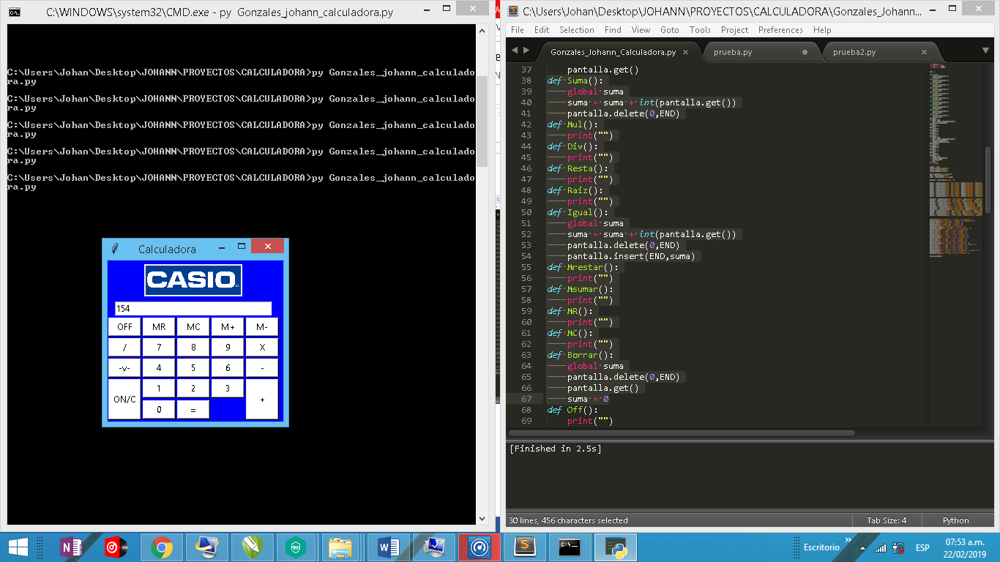 C:\WINDOWS\system32\CMD.exe - py  Gonzales_johann_calculadora.py
C:\Users\Johan\Desktop\JOHANN\PROYECTOS\CALCULADORA>py Gonzales_johann_calculado
ra.py
C:\Users\Johan\Desktop\JOHANN\PROYECTOS\CALCULADORA>py Gonzales_johann_calculado
ra.py
C:\Users\Johan\Desktop\JOHANN\PROYECTOS\CALCULADORA>py Gonzales_johann_calculado
ra.py
C:\Users\Johan\Desktop\JOHANN\PROYECTOS\CALCULADORA>py Gonzales_johann_calculado
ra.py
C:\Users\Johan\Desktop\JOHANN\PROYECTOS\CALCULADORA>py Gonzales_johann_calculado
ra.py
Calculadora
CASIO
154
OFF MR MC M+ M-
/ 7 8 9 X
-v- 4 5 6 -
ON/C 1 2 3 +
0 =
C:\Users\Johan\Desktop\JOHANN\PROYECTOS\CALCULADORA\Gonzales_Johann...
File Edit Selection Find View Goto Tools Project Preferences Help
Gonzales_Johann_Calculadora.py prueba.py prueba2.py
37 pantalla.get()
38 def Suma():
39 global suma
40 suma = suma + int(pantalla.get())
41 pantalla.delete(0,END)
42 def Mul():
43 print("")
44 def Div():
45 print("")
46 def Resta():
47 print("")
48 def Raiz():
49 print("")
50 def Igual():
51 global suma
52 suma = suma + int(pantalla.get())
53 pantalla.delete(0,END)
54 pantalla.insert(END,suma)
55 def Mrestar():
56 print("")
57 def Msumar():
58 print("")
59 def MR():
60 print("")
61 def MC():
62 print("")
63 def Borrar():
64 global suma
65 pantalla.delete(0,END)
66 pantalla.get()
67 suma = 0
68 def Off():
69 print("")
[Finished in 2.5s]
30 lines, 456 characters selected Tab Size: 4 Python
FREE
Escritorio
ESP
07:53 a.m.
22/02/2019